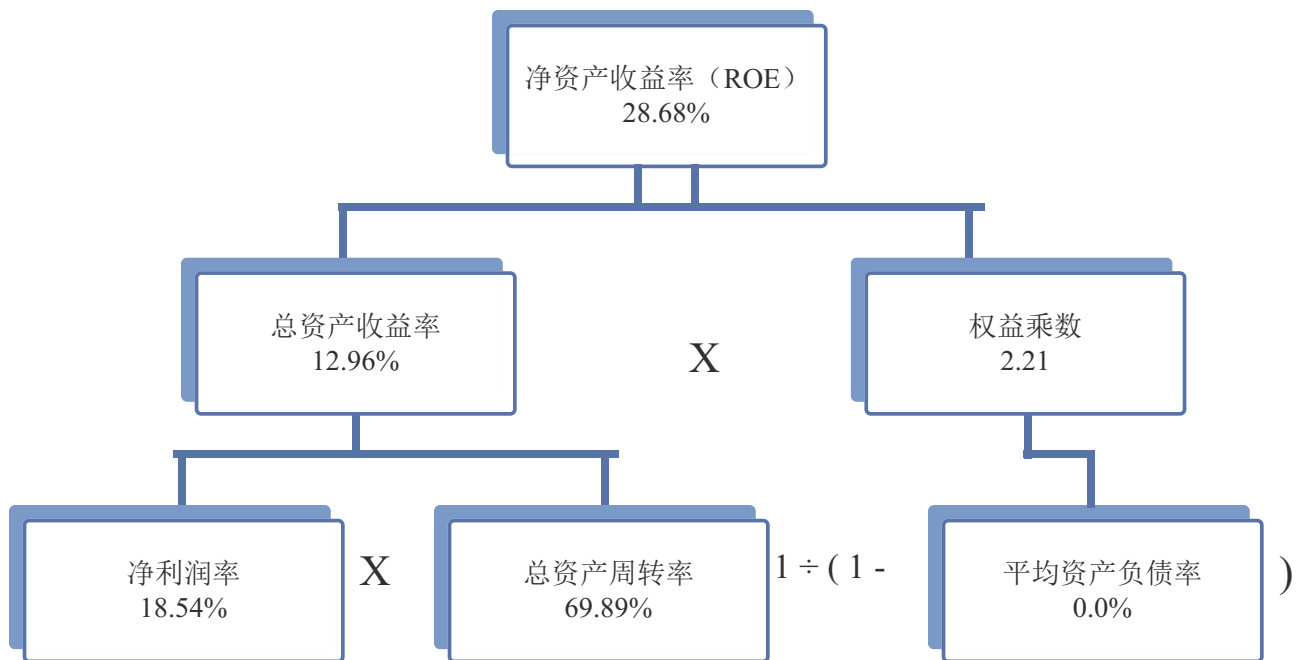 净资产收益率（ROE）
28.68%
总资产收益率
12.96%
X
权益乘数
2.21
净利润率
18.54%
X
总资产周转率
69.89%
1 ÷ ( 1 -
平均资产负债率
0.0%
)